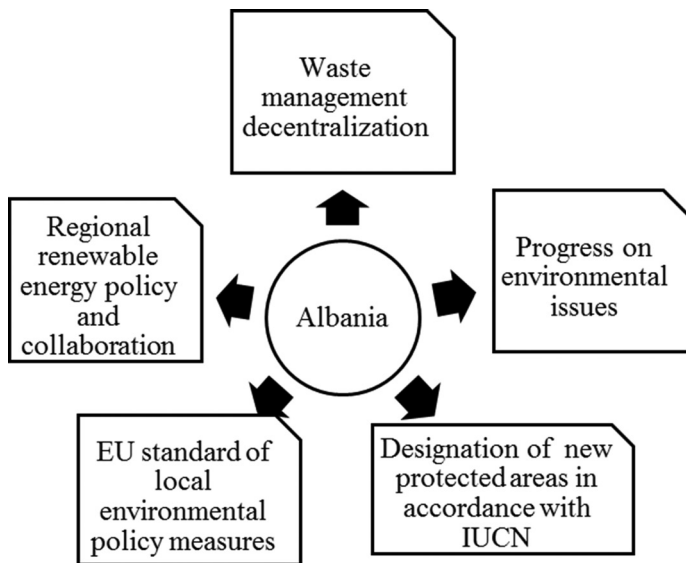 Waste
management
decentralization
Regional
renewable
energy policy
and
collaboration
Albania
Progress on
environmental
issues
EU standard of
local
environmental
policy measures
Designation of new
protected areas in
accordance with
IUCN